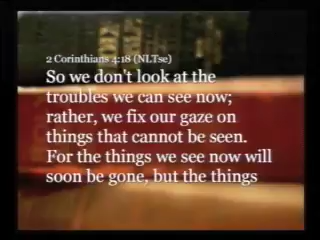 2 Corinthians 4:18 (NLTse)
So we don't look at the
troubles we can see now;
rather, we fix our gaze on
things that cannot be seen.
For the things we see now will
soon be gone, but the things